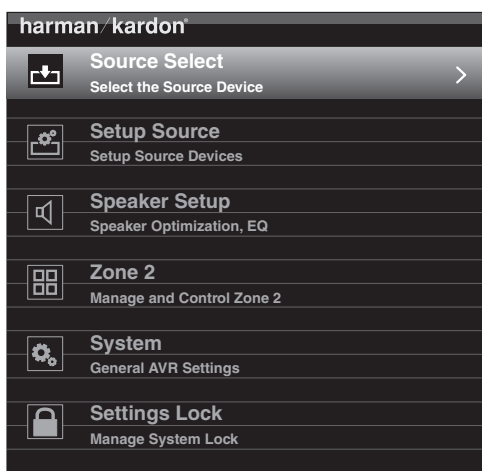 harman/kardon®
Source Select
Select the Source Device
Setup Source
Setup Source Devices
Speaker Setup
Speaker Optimization, EQ
Zone 2
Manage and Control Zone 2
System
General AVR Settings
Settings Lock
Manage System Lock